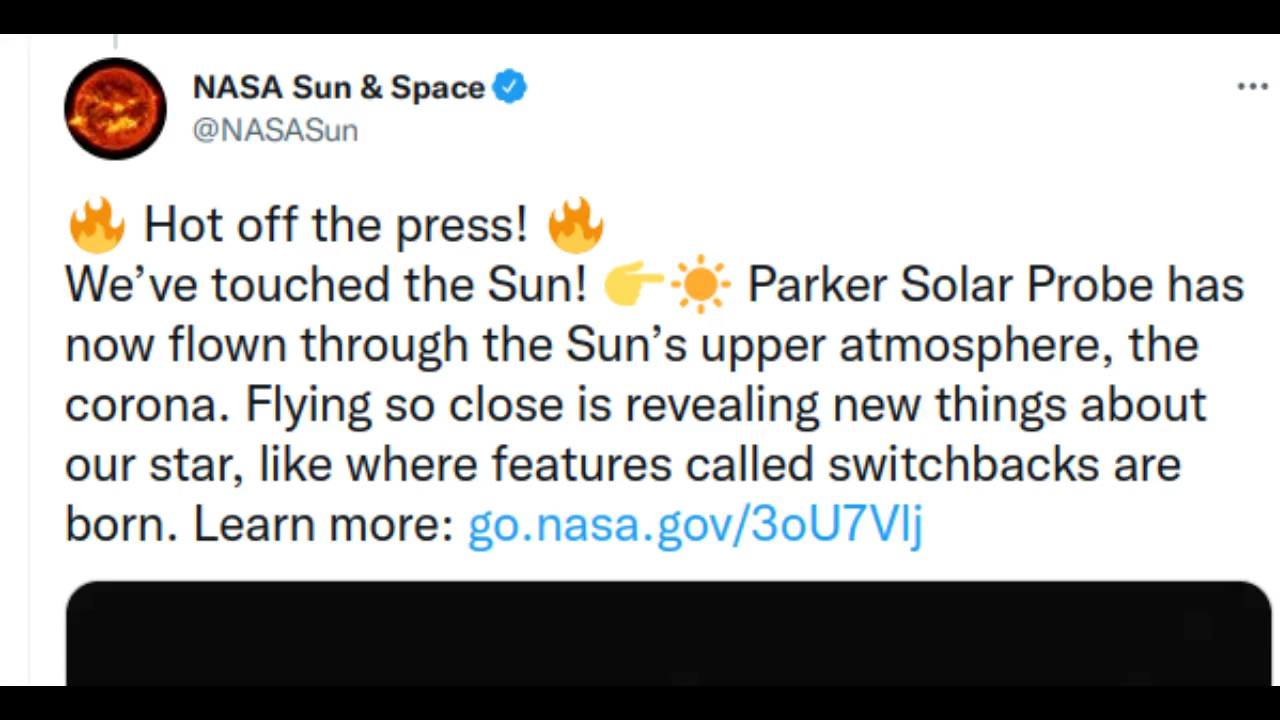 NASA Sun & Space
@NASASun
🔥 Hot off the press! 🔥
We’ve touched the Sun! 👉☀️ Parker Solar Probe has
now flown through the Sun’s upper atmosphere, the
corona. Flying so close is revealing new things about
our star, like where features called switchbacks are
born. Learn more: go.nasa.gov/3oU7Vlj